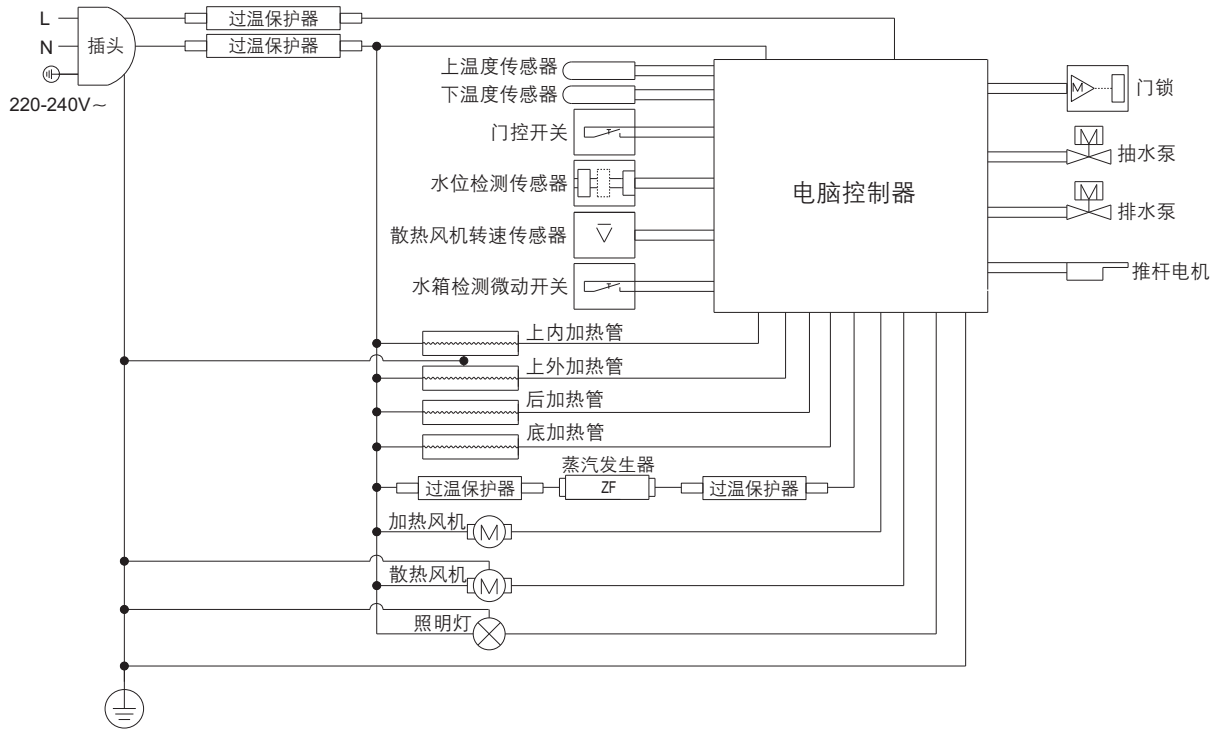 L
过温保护器
N
插头
过温保护器
220-240V～
上温度传感器
下温度传感器
门控开关
水位检测传感器
散热风机转速传感器
水箱检测微动开关
电脑控制器
M
门锁
M
抽水泵
M
排水泵
推杆电机
上内加热管
上外加热管
后加热管
底加热管
蒸汽发生器
过温保护器
ZF
过温保护器
加热风机
M
散热风机
M
照明灯